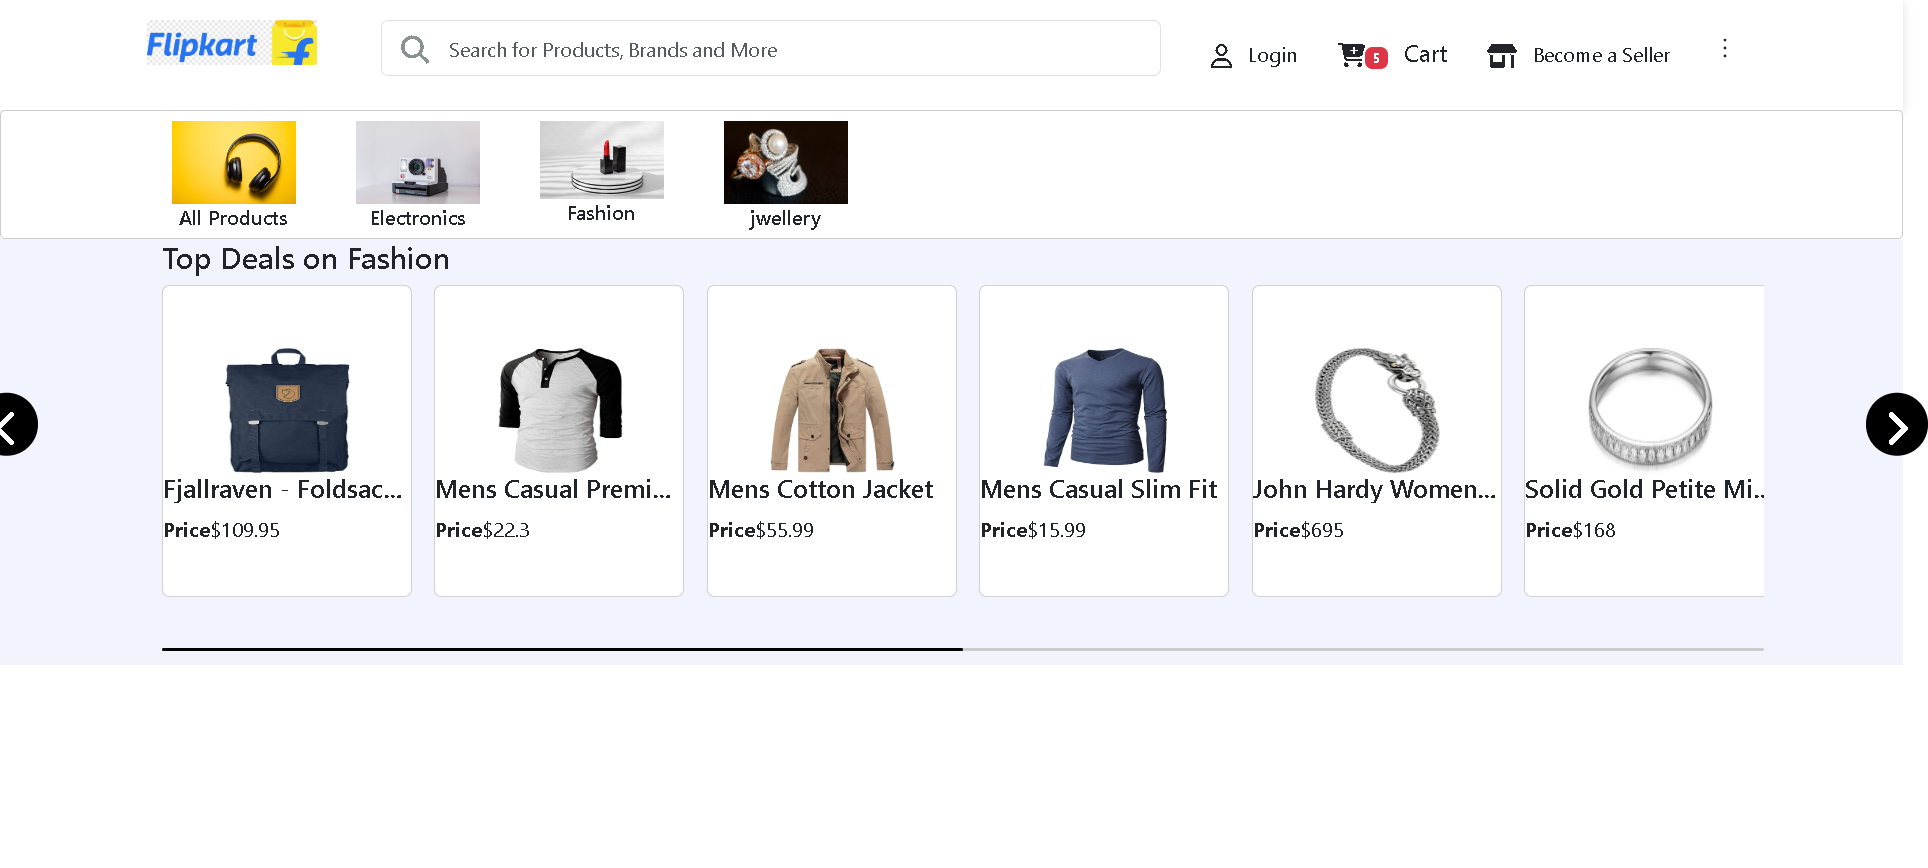 Flipkart
Search for Products, Brands and More
Login
5
Cart
Become a Seller
All Products
Electronics
Fashion
jwellery
Top Deals on Fashion
Fjallraven - Foldsac...
Price$109.95
Mens Casual Premi...
Price$22.3
Mens Cotton Jacket
Price$55.99
Mens Casual Slim Fit
Price$15.99
John Hardy Women...
Price$695
Solid Gold Petite Mi...
Price$168